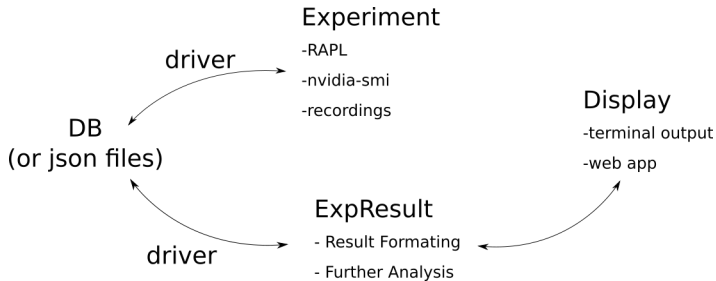 Experiment
-RAPL
-nvidia-smi
-recordings
driver
DB
(or json files)
driver
ExpResult
- Result Formating
- Further Analysis
Display
-terminal output
-web app